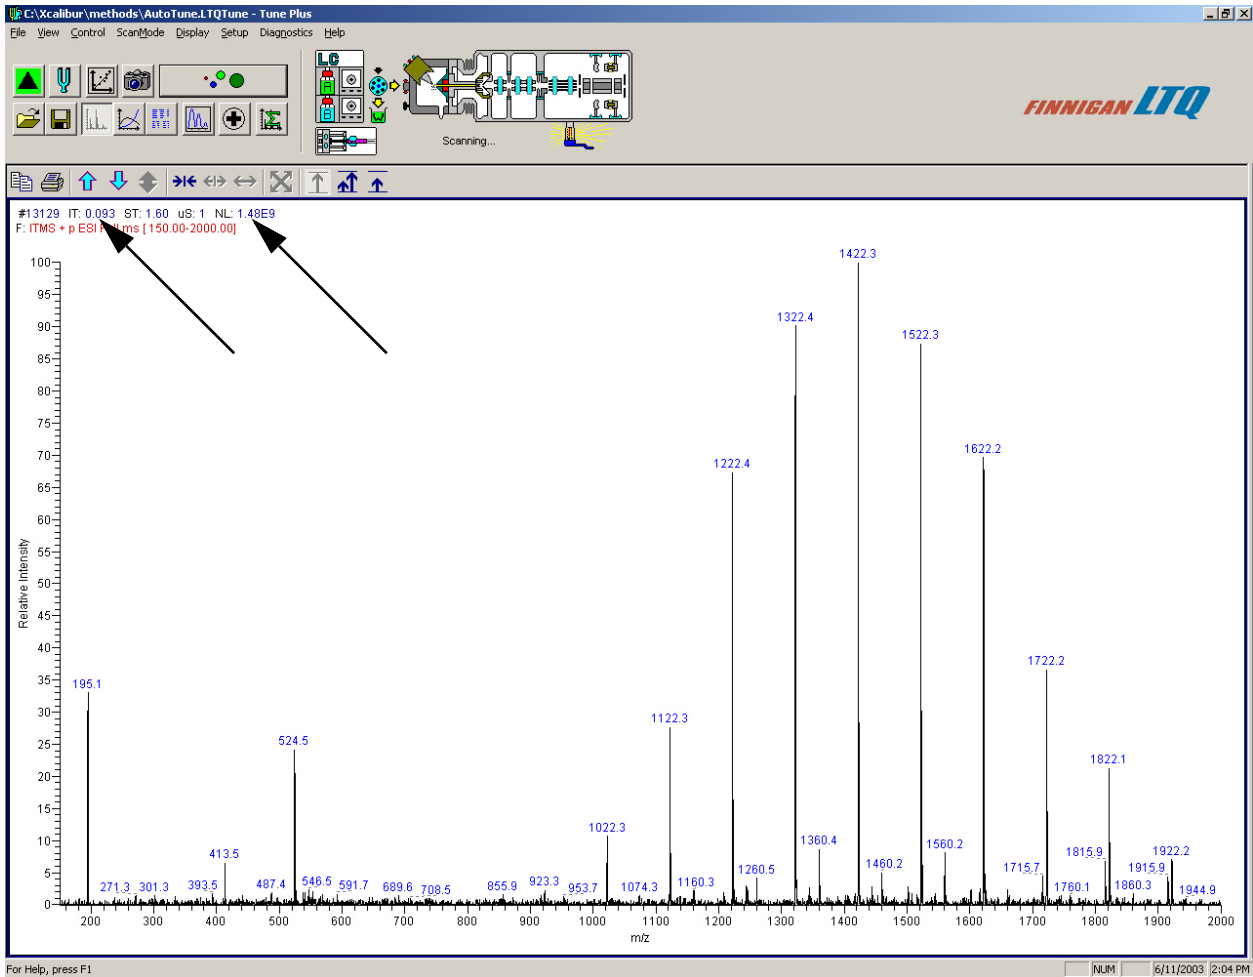 C:\Xcalibur\methods\AutoTune.LTQTune - Tune Plus
File View Control ScanMode Display Setup Diagnostics Help
LC
A
B
Scanning...
FINNIGAN LTQ
#13129 IT: 0.093 ST: 1.60 uS: 1 NL: 1.48E9
F: ITMS + p ESI ms [ 150.00-2000.00]
1422.3
100
95
1322.4
90
1522.3
85
80
75
70
1622.2
1222.4
65
60
55
50
45
40
1722.2
35
195.1
30
1122.3
25
524.5
1822.1
20
15
1022.3
10
1360.4
1560.2
413.5
1815.9
1922.2
5
271.3 301.3 393.5 487.4 546.5 591.7 689.6 708.5 855.9 923.3 953.7 1074.3 1160.3 1260.5 1460.2 1715.7 1760.1 1860.3 1915.9 1944.9
0
200 300 400 500 600 700 800 900 1000 1100 1200 1300 1400 1500 1600 1700 1800 1900 2000
m/z
Relative Intensity
For Help, press F1
NUM
6/11/2003
2:04 PM